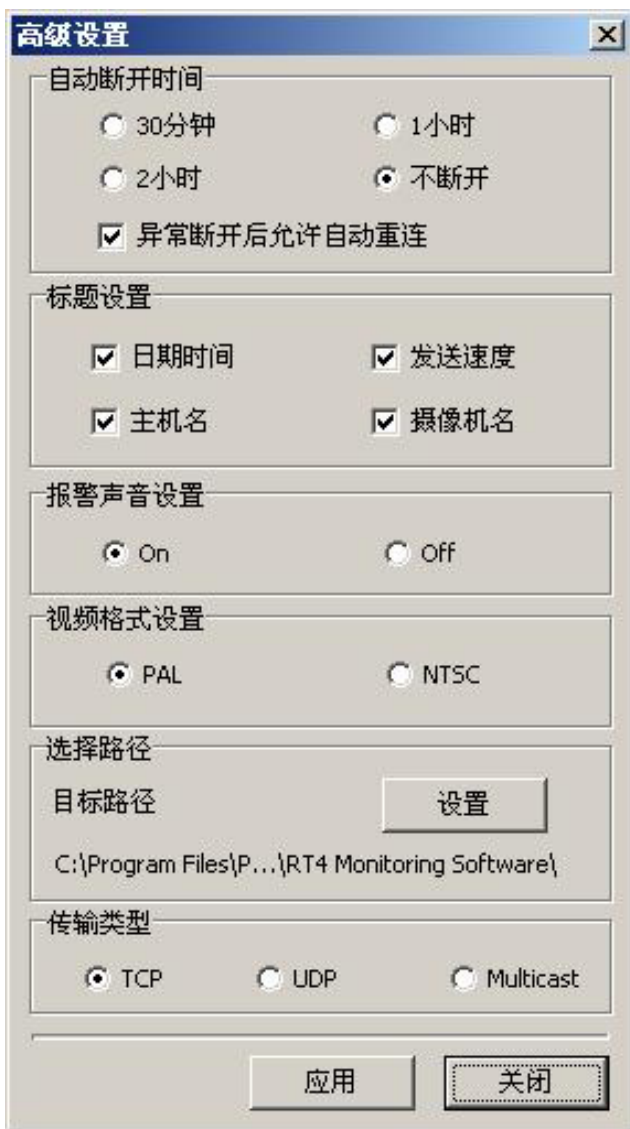 高级设置
自动断开时间
30分钟 1小时
2小时 不断开
异常断开后允许自动重连
标题设置
日期时间 发送速度
主机名 摄像机名
报警声音设置
On Off
视频格式设置
PAL NTSC
选择路径
目标路径 设置
C:\Program Files\P...\RT4 Monitoring Software\
传输类型
TCP UDP Multicast
应用 关闭